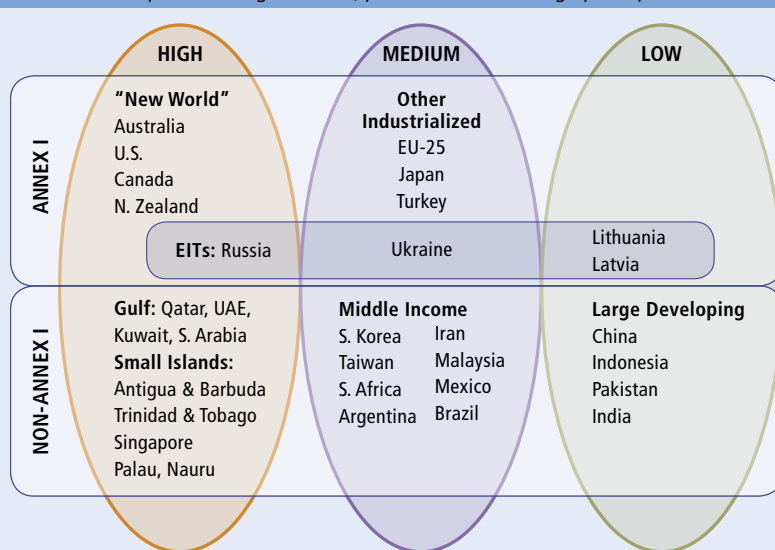 HIGH
MEDIUM
LOW
ANNEX I
"New World"
Australia
U.S.
Canada
N. Zealand
Other
Industrialized
EU-25
Japan
Turkey
EITs: Russia
Ukraine
Lithuania
Latvia
NON-ANNEX I
Gulf: Qatar, UAE,
Kuwait, S. Arabia
Small Islands:
Antigua & Barbuda
Trinidad & Tobago
Singapore
Palau, Nauru
Middle Income
S. Korea
Taiwan
S. Africa
Argentina
Iran
Malaysia
Mexico
Brazil
Large Developing
China
Indonesia
Pakistan
India